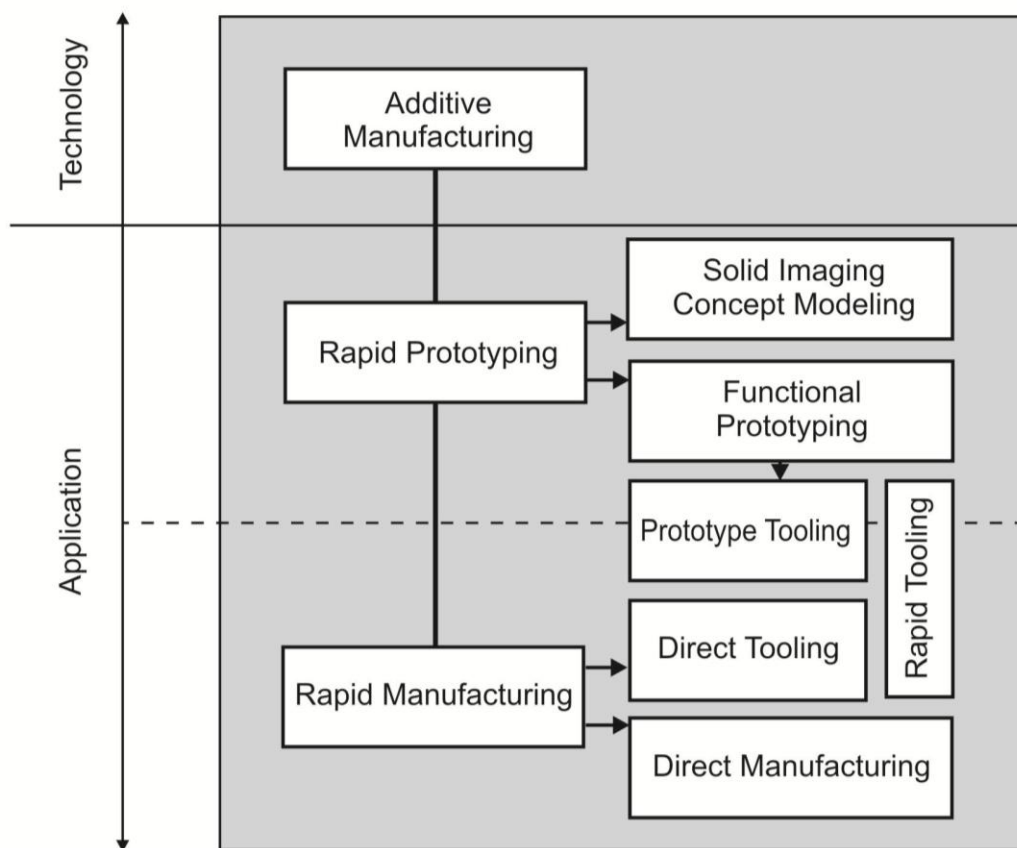 Technology
Additive
Manufacturing
Solid Imaging
Concept Modeling
Rapid Prototyping
Functional
Prototyping
Application
Prototype Tooling
Rapid Tooling
Direct Tooling
Rapid Manufacturing
Direct Manufacturing